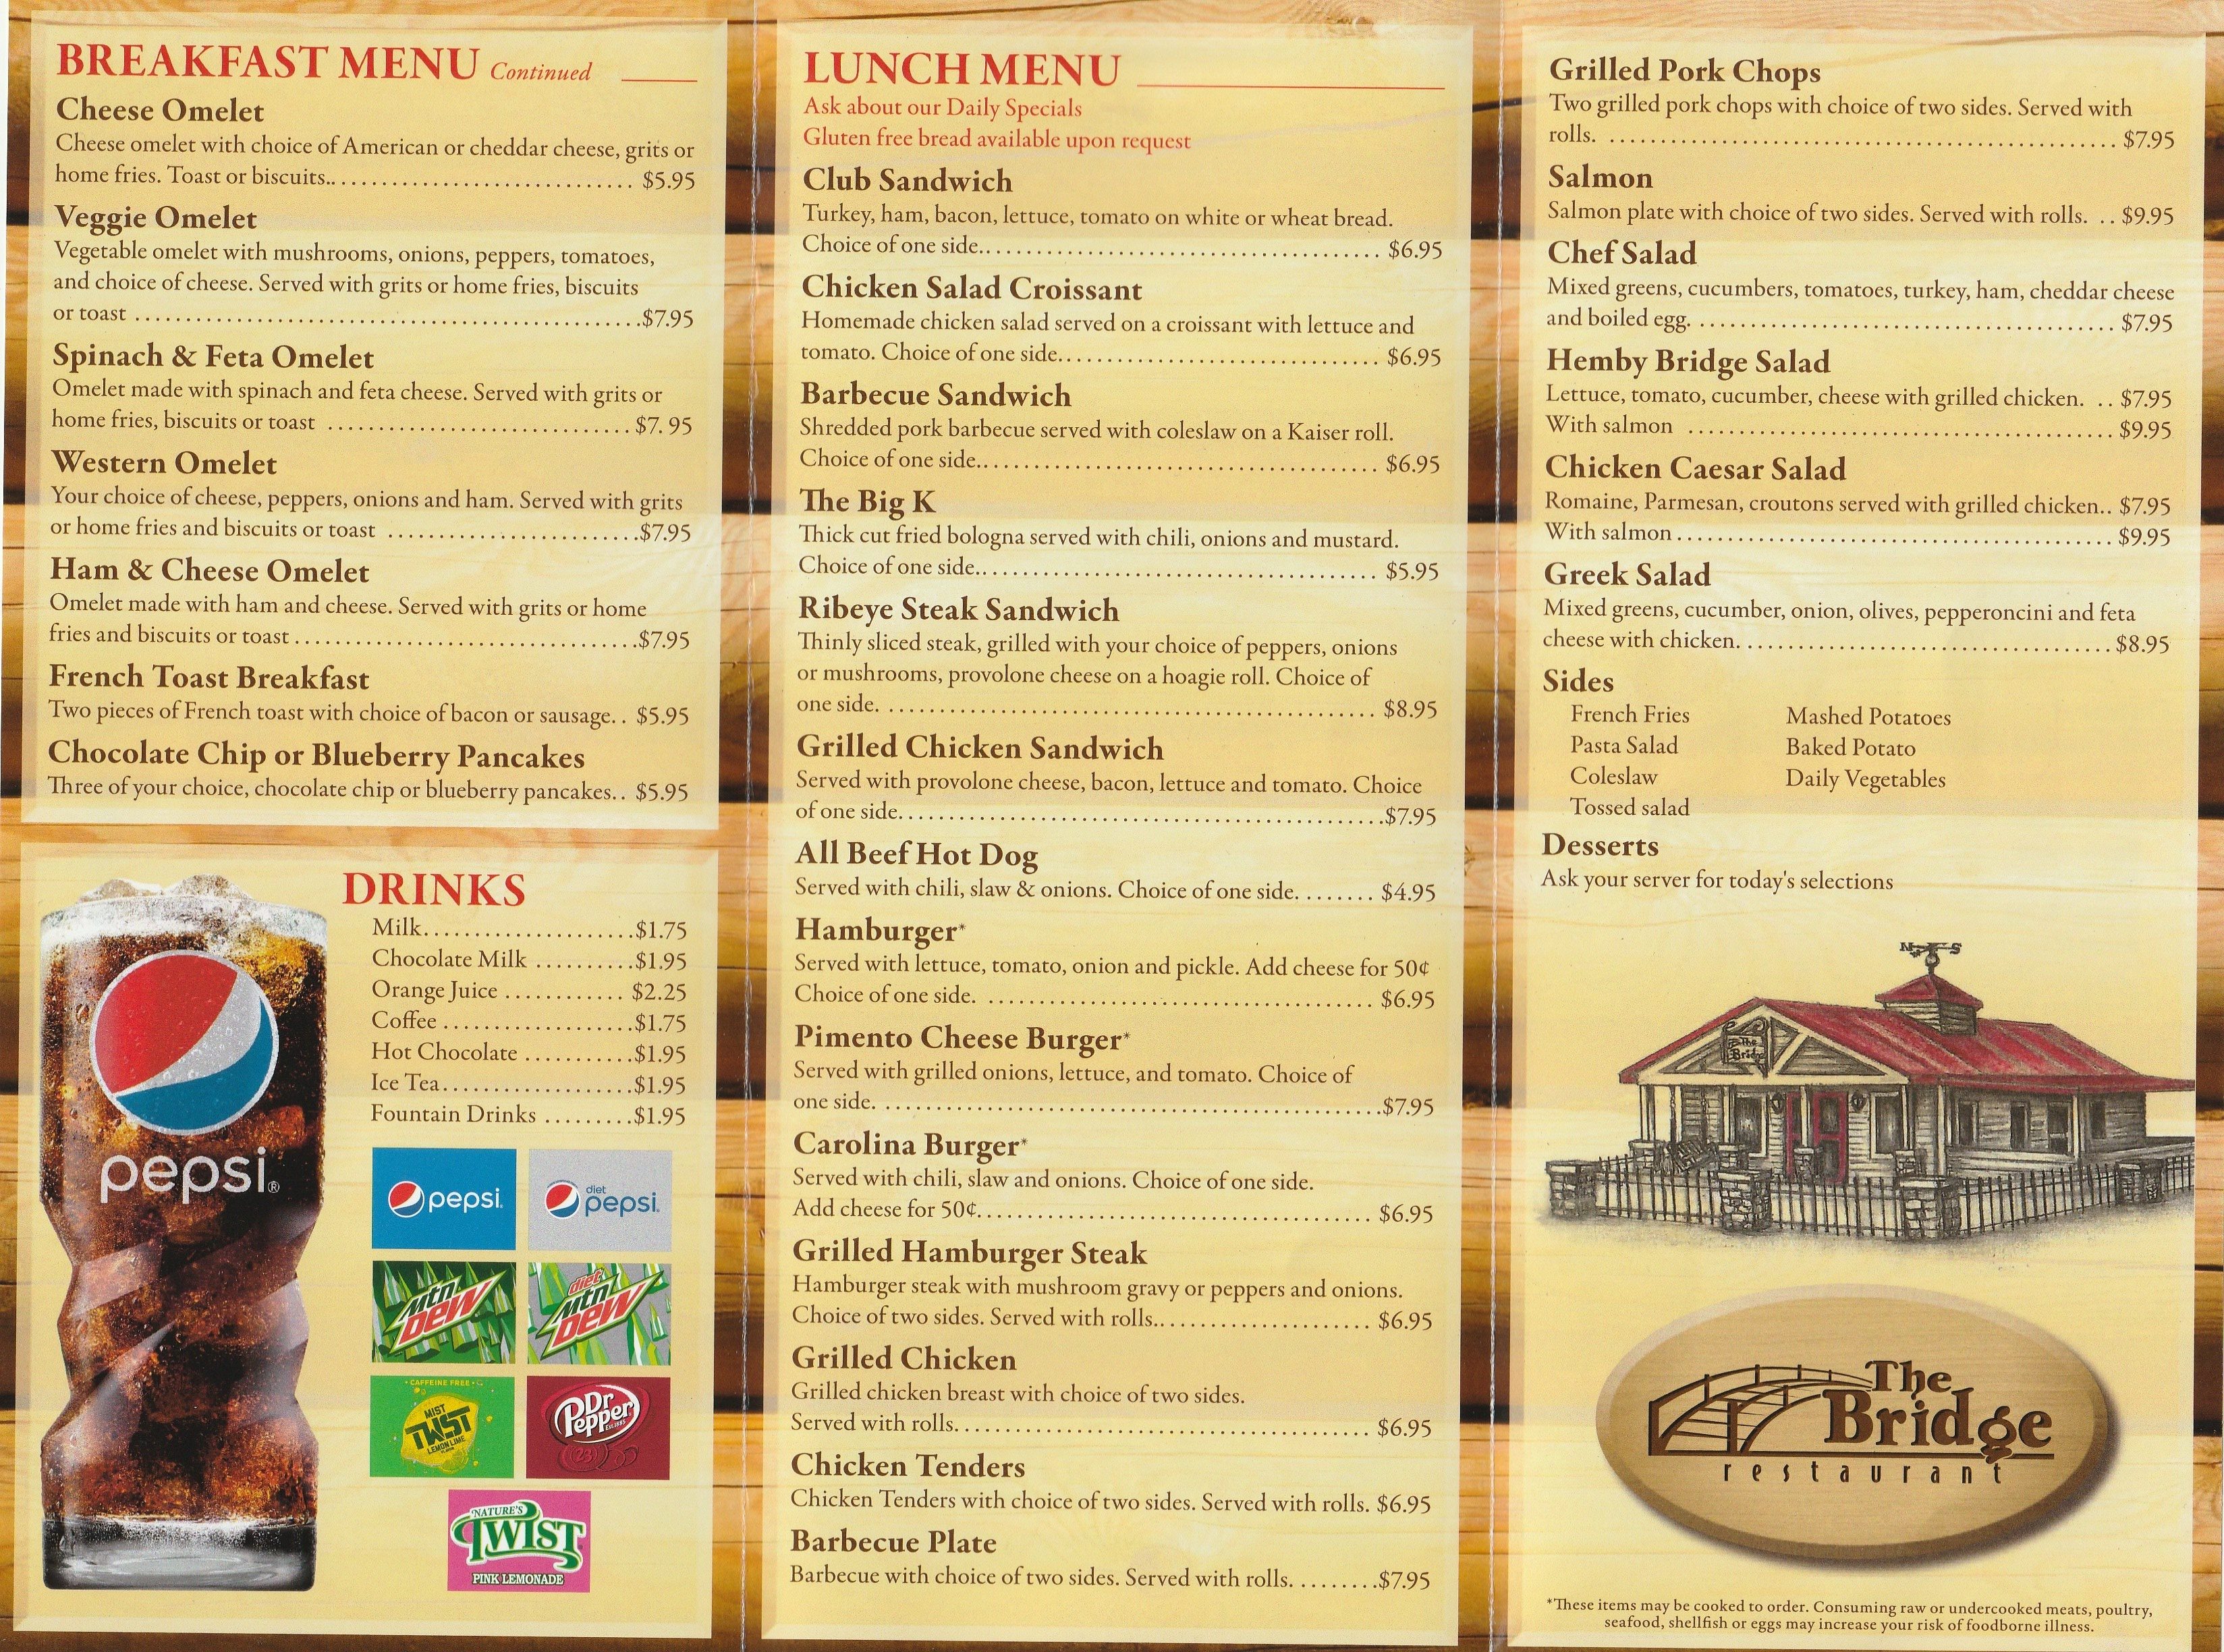 BREAKFAST MENU Continued
Cheese Omelet
Cheese omelet with choice of American or cheddar cheese, grits or
home fries. Toast or biscuits.............................. $5.95
Veggie Omelet
Vegetable omelet with mushrooms, onions, peppers, tomatoes,
and choice of cheese. Served with grits or home fries, biscuits
or toast ..................................................$7.95
Spinach & Feta Omelet
Omelet made with spinach and feta cheese. Served with grits or
home fries, biscuits or toast .............................. $7. 95
Western Omelet
Your choice of cheese, peppers, onions and ham. Served with grits
or home fries and biscuits or toast .........................$7.95
Ham & Cheese Omelet
Omelet made with ham and cheese. Served with grits or home
fries and biscuits or toast..................................$7.95
French Toast Breakfast
Two pieces of French toast with choice of bacon or sausage.. $5.95
Chocolate Chip or Blueberry Pancakes
Three of your choice, chocolate chip or blueberry pancakes.. $5.95
DRINKS
Milk.....................$1.75
Chocolate Milk ..........$1.95
Orange Juice ............ $2.25
Coffee ...................$1.75
Hot Chocolate ...........$1.95
Ice Tea...................$1.95
Fountain Drinks .........$1.95
pepsi®
pepsi.
diet
pepsi.
mtn
DEW
diet
mtn
DEW
• CAFFEINE FREE •
MIST
TWST
LEMON LIME
Dr
Pepper
23
NATURE'S
TWIST
PINK LEMONADE
LUNCH MENU
Ask about our Daily Specials
Gluten free bread available upon request
Club Sandwich
Turkey, ham, bacon, lettuce, tomato on white or wheat bread.
Choice of one side........................................ $6.95
Chicken Salad Croissant
Homemade chicken salad served on a croissant with lettuce and
tomato. Choice of one side................................. $6.95
Barbecue Sandwich
Shredded pork barbecue served with coleslaw on a Kaiser roll.
Choice of one side........................................ $6.95
The Big K
Thick cut fried bologna served with chili, onions and mustard.
Choice of one side........................................ $5.95
Ribeye Steak Sandwich
Thinly sliced steak, grilled with your choice of peppers, onions
or mushrooms, provolone cheese on a hoagie roll. Choice of
one side. ................................................. $8.95
Grilled Chicken Sandwich
Served with provolone cheese, bacon, lettuce and tomato. Choice
of one side................................................$7.95
All Beef Hot Dog
Served with chili, slaw & onions. Choice of one side........ $4.95
Hamburger*
Served with lettuce, tomato, onion and pickle. Add cheese for 50¢
Choice of one side. ...................................... $6.95
Pimento Cheese Burger*
Served with grilled onions, lettuce, and tomato. Choice of
one side. ..................................................$7.95
Carolina Burger*
Served with chili, slaw and onions. Choice of one side.
Add cheese for 50¢....................................... $6.95
Grilled Hamburger Steak
Hamburger steak with mushroom gravy or peppers and onions.
Choice of two sides. Served with rolls...................... $6.95
Grilled Chicken
Grilled chicken breast with choice of two sides.
Served with rolls......................................... $6.95
Chicken Tenders
Chicken Tenders with choice of two sides. Served with rolls. $6.95
Barbecue Plate
Barbecue with choice of two sides. Served with rolls. ........$7.95
Grilled Pork Chops
Two grilled pork chops with choice of two sides. Served with
rolls. .................................................. $7.95
Salmon
Salmon plate with choice of two sides. Served with rolls. .. $9.95
Chef Salad
Mixed greens, cucumbers, tomatoes, turkey, ham, cheddar cheese
and boiled egg. ......................................... $7.95
Hemby Bridge Salad
Lettuce, tomato, cucumber, cheese with grilled chicken. .. $7.95
With salmon .......................................... $9.95
Chicken Caesar Salad
Romaine, Parmesan, croutons served with grilled chicken.. $7.95
With salmon........................................... $9.95
Greek Salad
Mixed greens, cucumber, onion, olives, pepperoncini and feta
cheese with chicken. .................................... $8.95
Sides
French Fries
Pasta Salad
Coleslaw
Tossed salad
Mashed Potatoes
Baked Potato
Daily Vegetables
Desserts
Ask your server for today's selections
N S
The
Bridge
The
Bridge
restaurant
*These items may be cooked to order. Consuming raw or undercooked meats, poultry,
seafood, shellfish or eggs may increase your risk of foodborne illness.